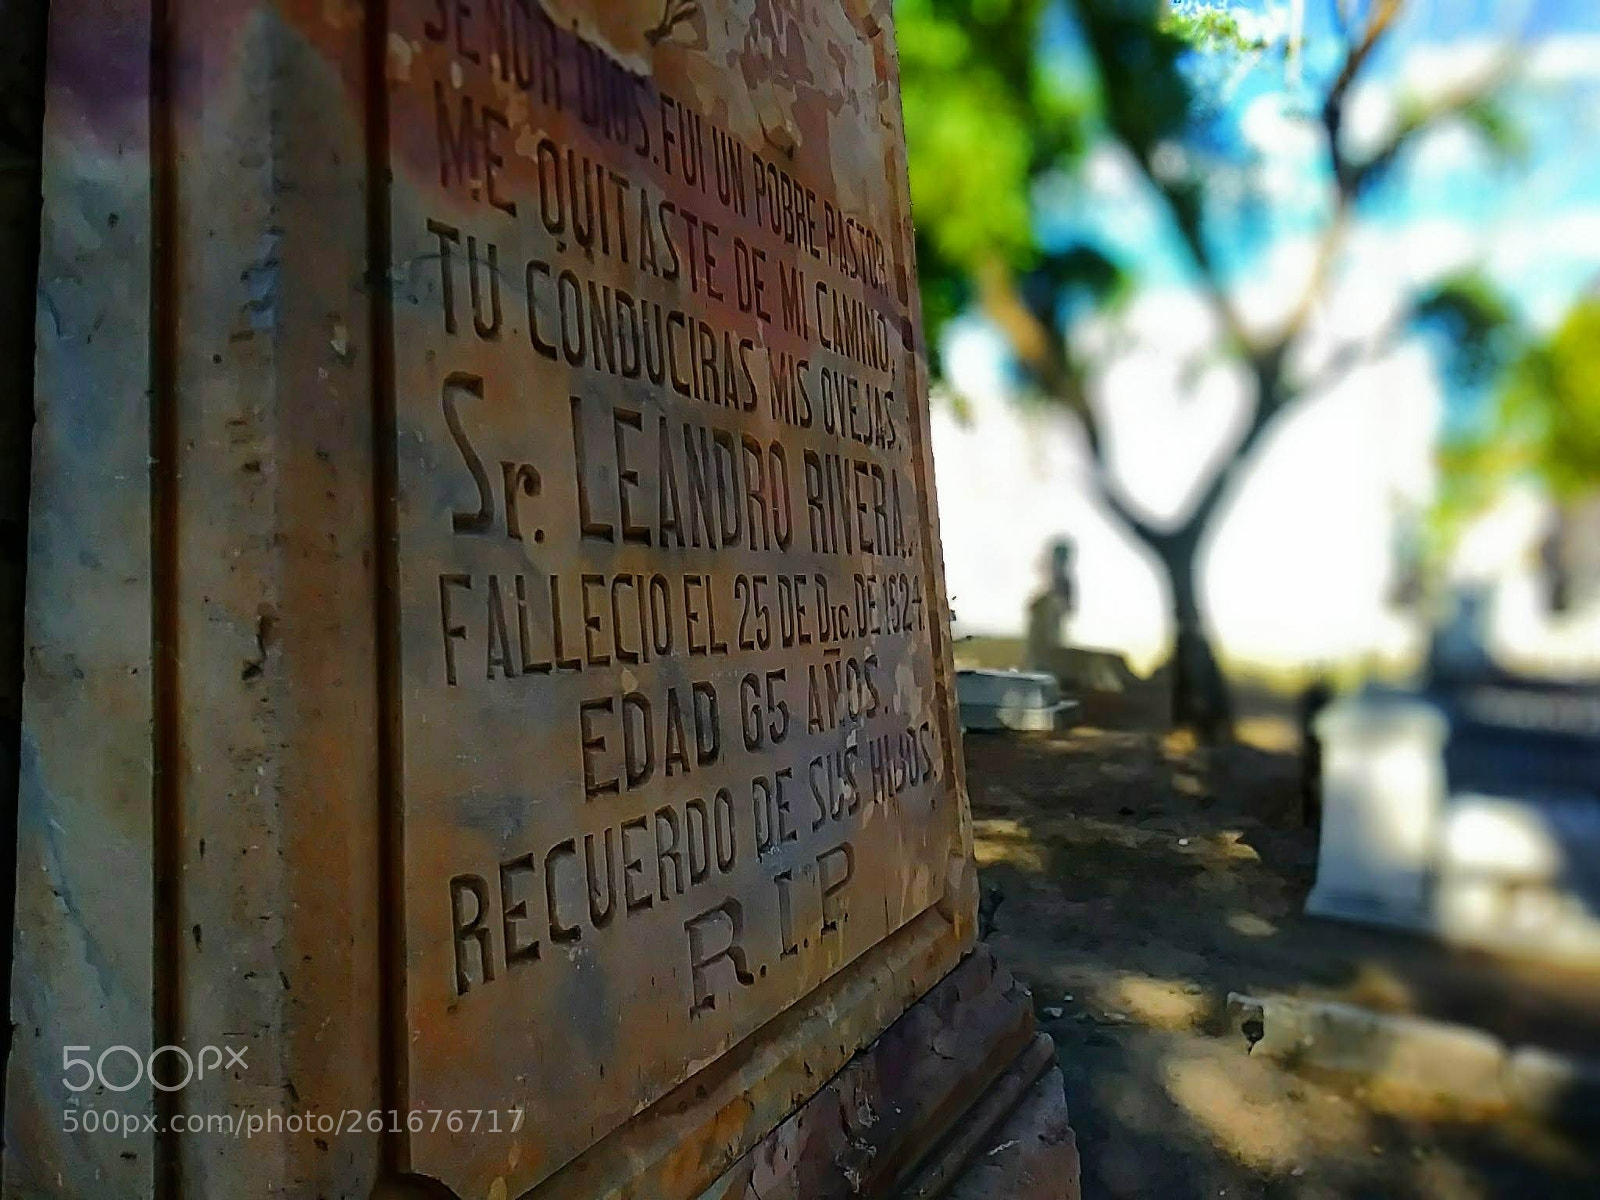 SEÑOR DIOS. FUI UN POBRE PASTOR
ME QUITASTE DE MI CAMINO,
TU CONDUCIRAS MIS OVEJAS.
Sr. LEANDRO RIVERA.
FALLECIO EL 25 DE Dic. DE 1924.
EDAD 65 AÑOS.
RECUERDO DE SUS HIJOS.
R.I.P.
500px
500px.com/photo/261676717